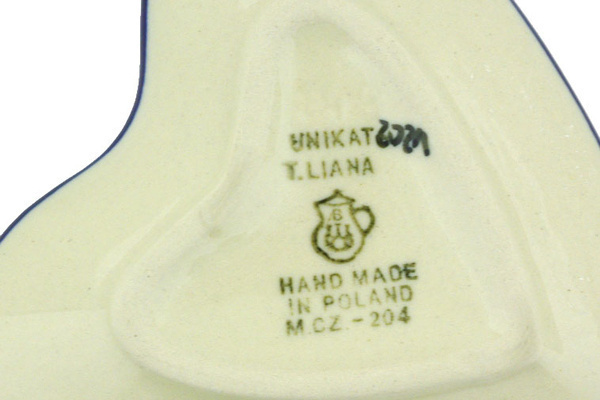 UNIKAT
T.LIANA
B
HAND MADE
IN POLAND
M.CZ.-204